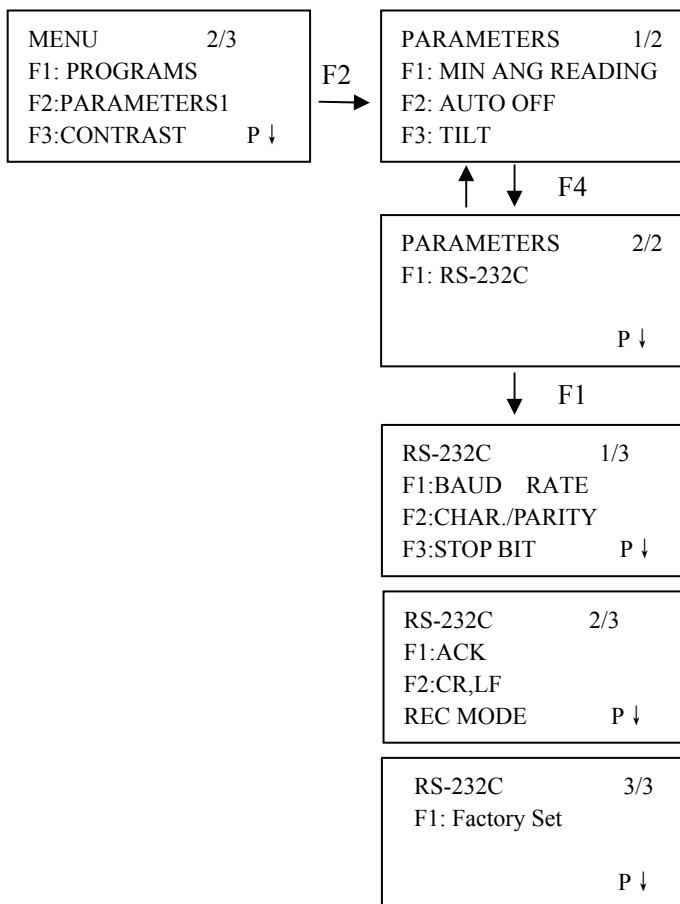 MENU 2/3
F1: PROGRAMS
F2:PARAMETERS1
F3:CONTRAST P↓
F2
PARAMETERS 1/2
F1: MIN ANG READING
F2: AUTO OFF
F3: TILT
F4
PARAMETERS 2/2
F1: RS-232C
P↓
F1
RS-232C 1/3
F1:BAUD RATE
F2:CHAR./PARITY
F3:STOP BIT P↓
RS-232C 2/3
F1:ACK
F2:CR,LF
REC MODE P↓
RS-232C 3/3
F1: Factory Set
P↓